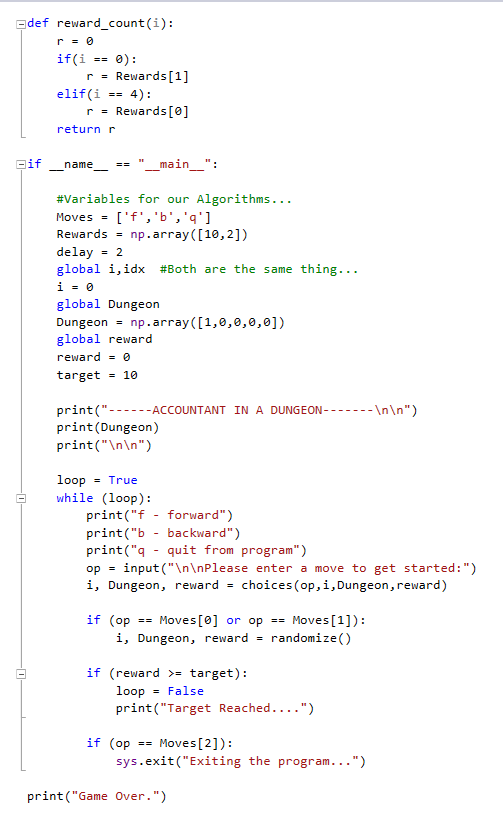 def reward_count(i):
    r = 0
    if(i == 0):
        r = Rewards[1]
    elif(i == 4):
        r = Rewards[0]
    return r
if __name__ == "__main__":
    #Variables for our Algorithms...
    Moves = ['f','b','q']
    Rewards = np.array([10,2])
    delay = 2
    global i,idx  #Both are the same thing...
    i = 0
    global Dungeon
    Dungeon = np.array([1,0,0,0,0])
    global reward
    reward = 0
    target = 10
    print("------ACCOUNTANT IN A DUNGEON-------\n\n")
    print(Dungeon)
    print("\n\n")
    loop = True
    while (loop):
        print("f - forward")
        print("b - backward")
        print("q - quit from program")
        op = input("\n\nPlease enter a move to get started:")
        i, Dungeon, reward = choices(op,i,Dungeon,reward)
        if (op == Moves[0] or op == Moves[1]):
            i, Dungeon, reward = randomize()
        if (reward >= target):
            loop = False
            print("Target Reached....")
        if (op == Moves[2]):
            sys.exit("Exiting the program...")
print("Game Over.")